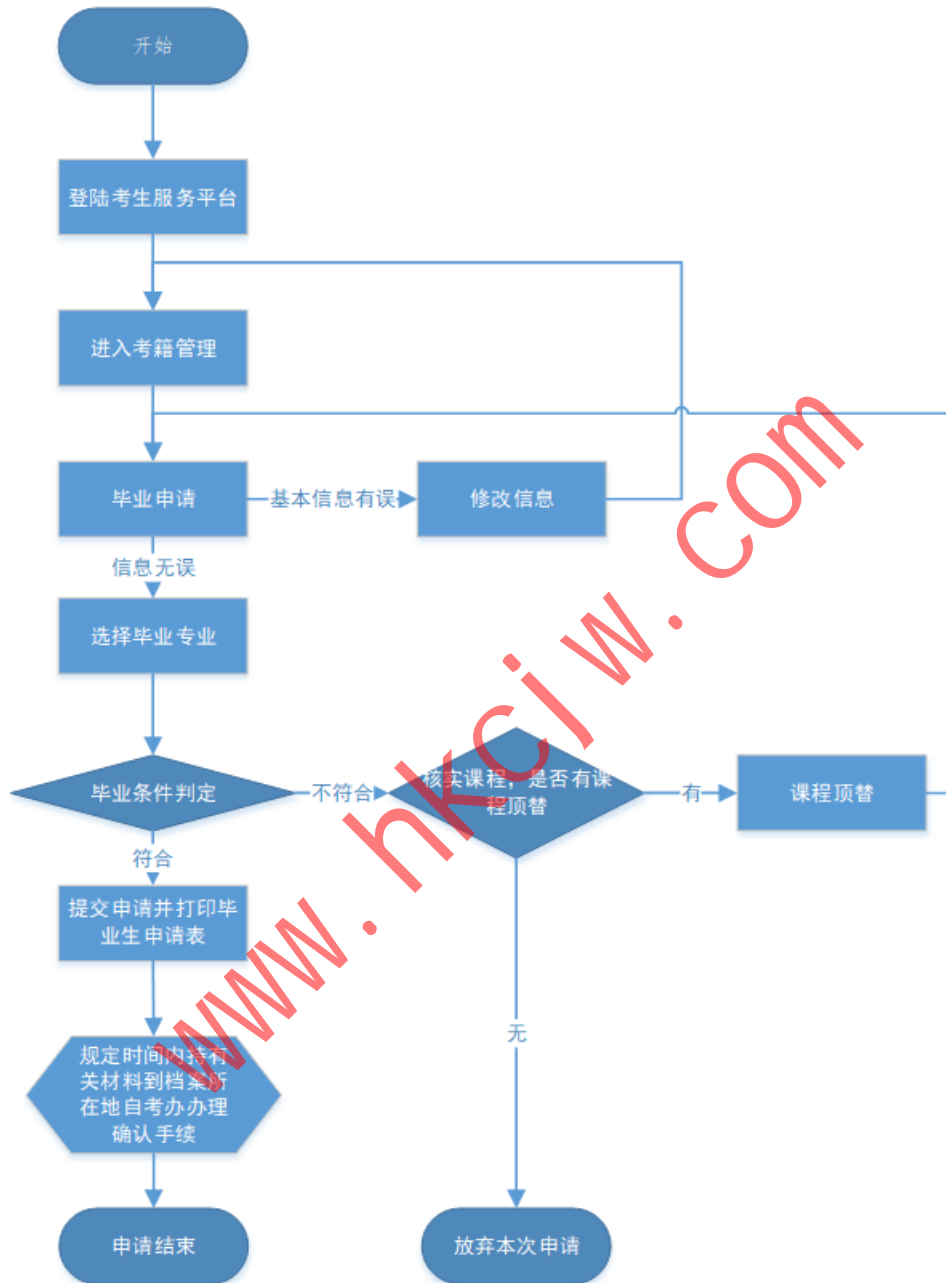 开始
登陆考生服务平台
进入考籍管理
毕业申请
基本信息有误
修改信息
信息无误
选择毕业专业
毕业条件判定
不符合
核实课程，是否有课
程顶替
有
课程顶替
符合
提交申请并打印毕
业生申请表
无
规定时间内持有
关材料到档案所
在地自考办办理
确认手续
申请结束
放弃本次申请
www.hkcjw.com